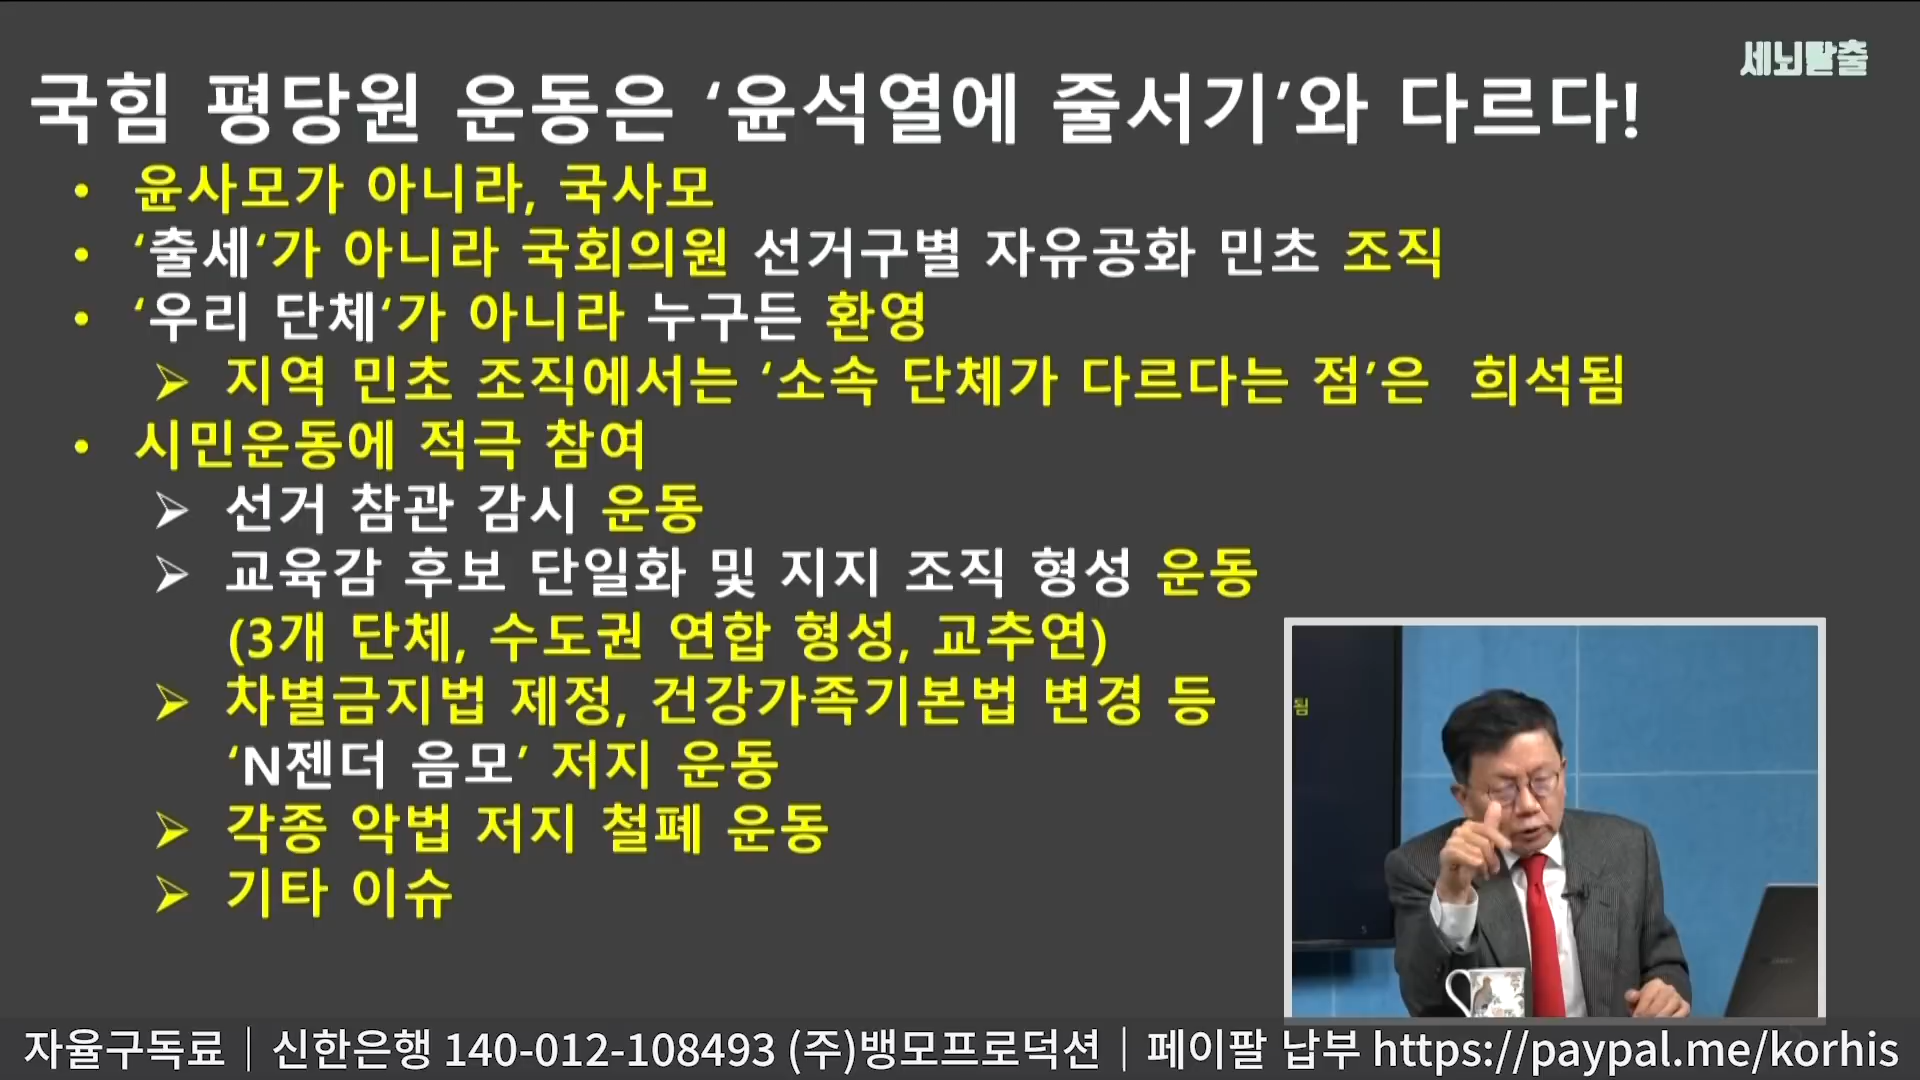 세뇌탈출
국힘 평당원 운동은 ‘윤석열에 줄서기’와 다르다!
• 윤사모가 아니라, 국사모
• ‘출세‘가 아니라 국회의원 선거구별 자유공화 민초 조직
• ‘우리 단체‘가 아니라 누구든 환영
➢ 지역 민초 조직에서는 ‘소속 단체가 다르다는 점’은 희석됨
• 시민운동에 적극 참여
➢ 선거 참관 감시 운동
➢ 교육감 후보 단일화 및 지지 조직 형성 운동
(3개 단체, 수도권 연합 형성, 교추연)
➢ 차별금지법 제정, 건강가족기본법 변경 등
‘N젠더 음모’ 저지 운동
➢ 각종 악법 저지 철폐 운동
➢ 기타 이슈
됨
5
자율구독료｜신한은행 140-012-108493 (주)뱅모프로덕션｜페이팔 납부 https://paypal.me/korhis